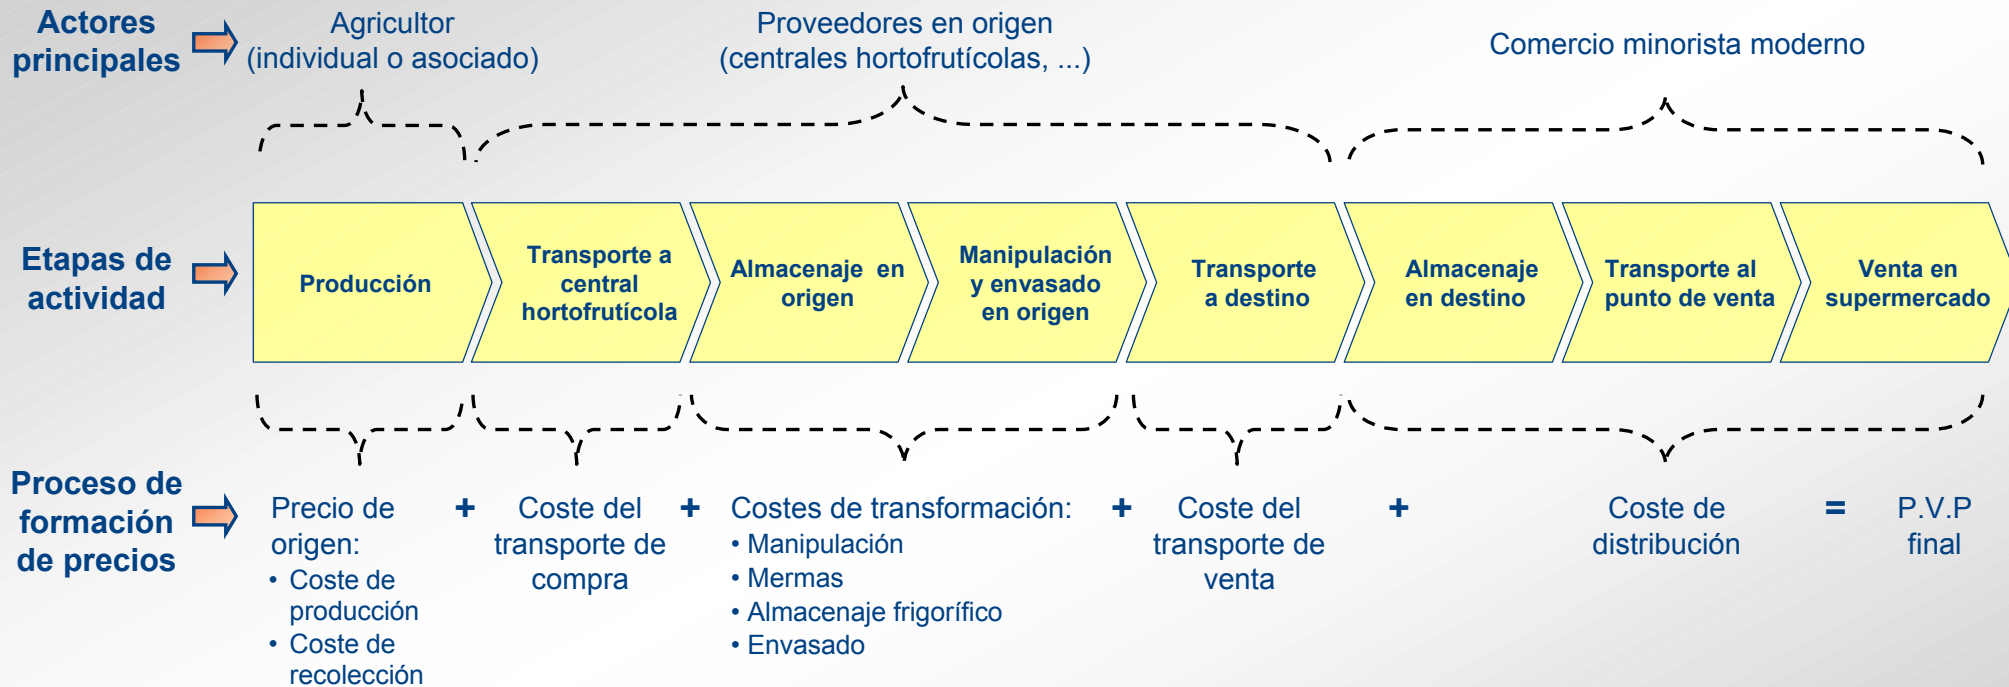 Actores
principales
Agricultor
(individual o asociado)
Proveedores en origen
(centrales hortofrutícolas, ...)
Comercio minorista moderno
Etapas de
actividad
Producción
Transporte a
central
hortofrutícola
Almacenaje en
origen
Manipulación
y envasado
en origen
Transporte
a destino
Almacenaje
en destino
Transporte al
punto de venta
Venta en
supermercado
Proceso de
formación
de precios
Precio de
origen:
• Coste de
producción
• Coste de
recolección
+
Coste del
transporte de
compra
+
Costes de transformación:
• Manipulación
• Mermas
• Almacenaje frigorífico
• Envasado
+
Coste del
transporte de
venta
+
Coste de
distribución
=
P.V.P
final